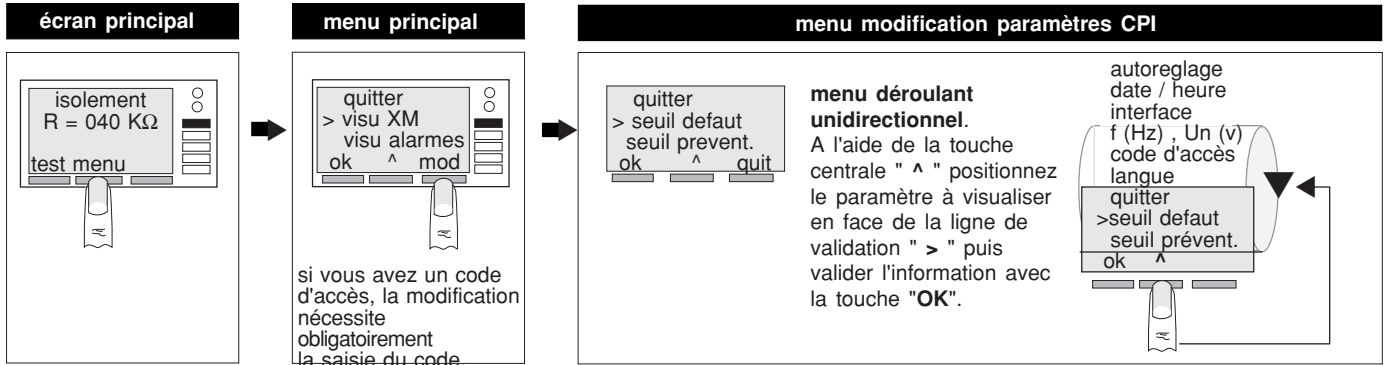 écran principal
menu principal
menu modification paramètres CPI
isolement
R = 040 KΩ
test menu
quitter
> visu XM
visu alarmes
ok ^ mod
si vous avez un code
d'accès, la modification
nécessite
obligatoirement
la saisie du code.
quitter
> seuil defaut
seuil prevent.
ok ^ quit
menu déroulant
unidirectionnel.
A l'aide de la touche
centrale " ^ " positionnez
le paramètre à visualiser
en face de la ligne de
validation " > " puis
valider l'information avec
la touche "OK".
autoreglage
date / heure
interface
f (Hz) , Un (v)
code d'accès
langue
quitter
>seuil defaut
seuil prévent.
ok ^